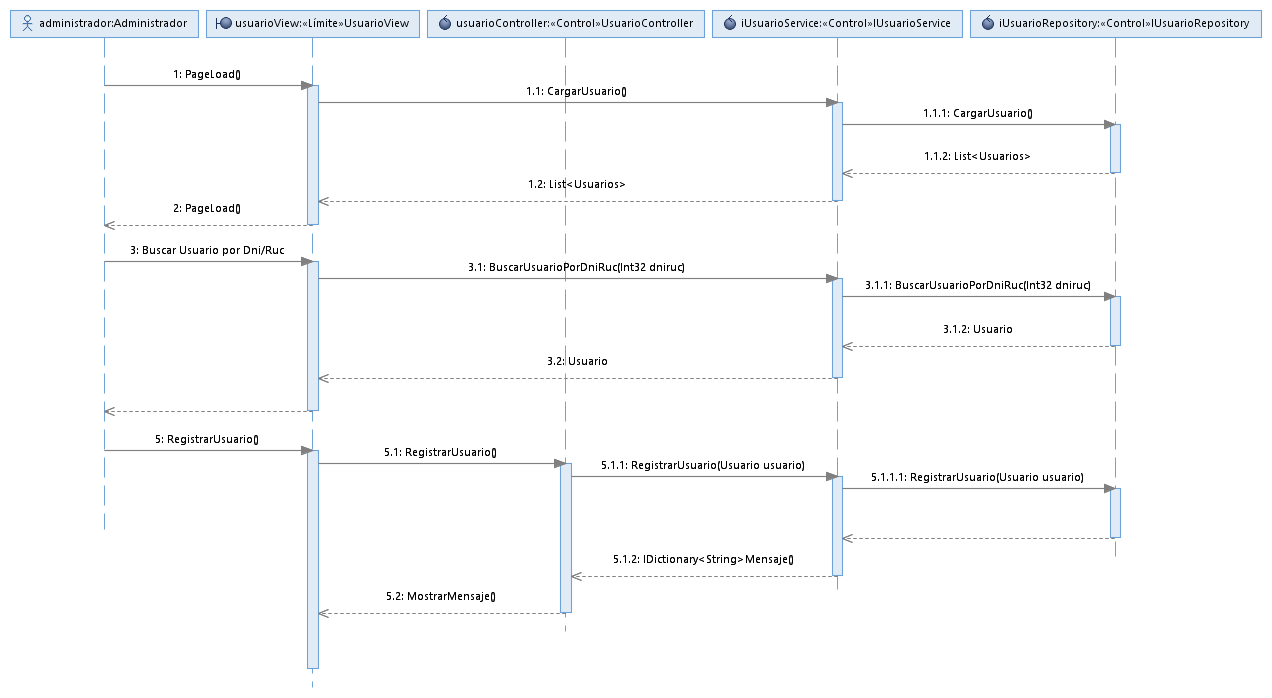 administrador:Administrador
usuarioView:«Límite»UsuarioView
usuarioController:«Control»UsuarioController
iUsuarioService:«Control»IUsuarioService
iUsuarioRepository:«Control»IUsuarioRepository
1: PageLoad()
1.1: CargarUsuario()
1.1.1: CargarUsuario()
1.1.2: List<Usuarios>
1.2: List<Usuarios>
2: PageLoad()
3: Buscar Usuario por Dni/Ruc
3.1: BuscarUsuarioPorDniRuc(Int32 dniruc)
3.1.1: BuscarUsuarioPorDniRuc(Int32 dniruc)
3.1.2: Usuario
3.2: Usuario
5: RegistrarUsuario()
5.1: RegistrarUsuario()
5.1.1: RegistrarUsuario(Usuario usuario)
5.1.1.1: RegistrarUsuario(Usuario usuario)
5.1.2: IDictionary<String>Mensaje()
5.2: MostrarMensaje()